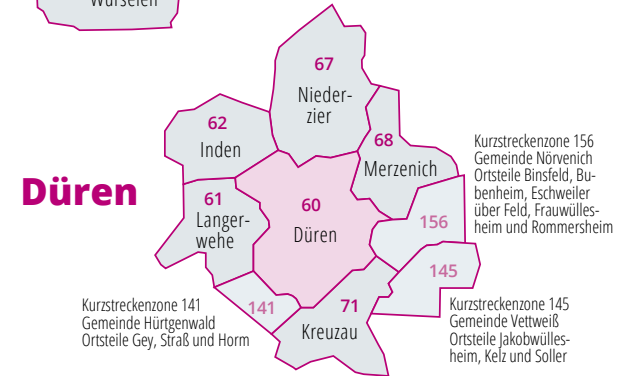 Würselen
67
Nieder-
zier
62
Inden
68
Merzenich
Kurzstreckenzone 156
Gemeinde Nörvenich
Ortsteile Binsfeld, Bu-
benheim, Eschweiler
über Feld, Frauwülles-
heim und Rommersheim
Düren
61
Langer-
wehe
60
Düren
156
145
141
71
Kreuzau
Kurzstreckenzone 141
Gemeinde Hürtgenwald
Ortsteile Gey, Straß und Horm
Kurzstreckenzone 145
Gemeinde Vettweiß
Ortsteile Jakobwülles-
heim, Kelz und Soller